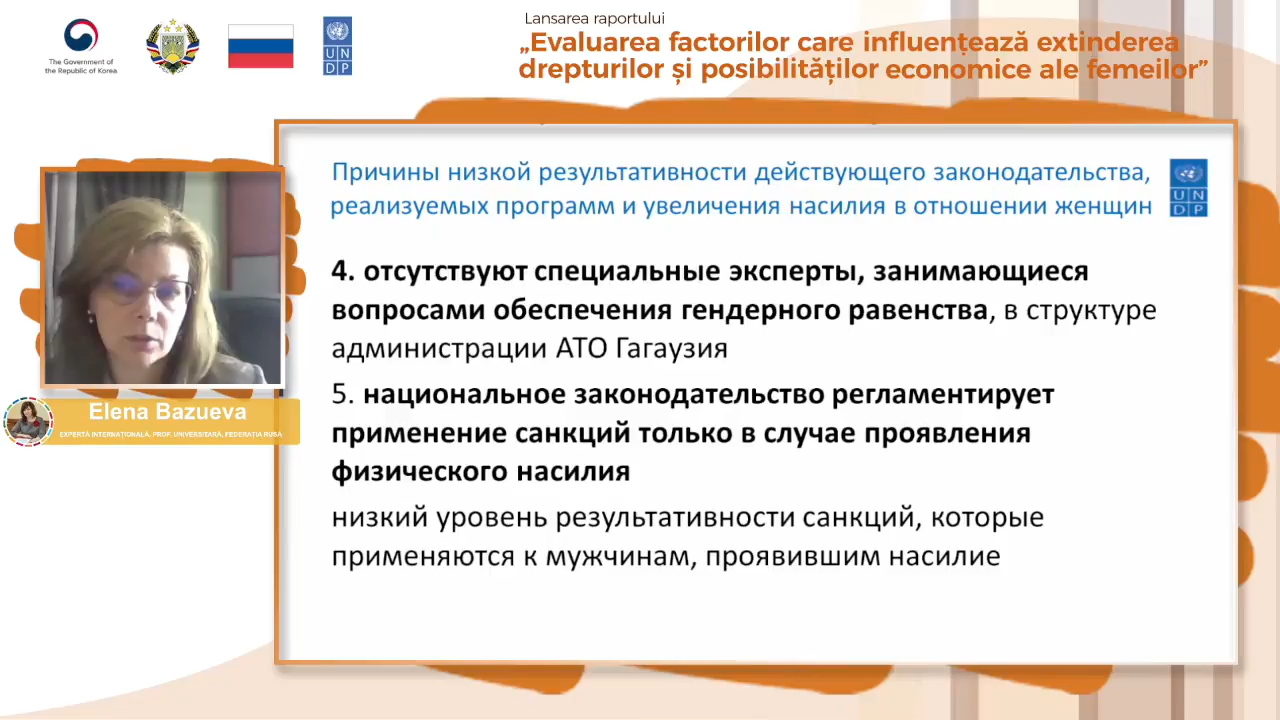 Lansarea raportului
„Evaluarea factorilor care influențează extinderea
drepturilor și posibilităților economice ale femeilor”
The Government of
the Republic of Korea
U N
D P
Причины низкой результативности действующего законодательства,
реализуемых программ и увеличения насилия в отношении женщин
U N
D P
4. отсутствуют специальные эксперты, занимающиеся
вопросами обеспечения гендерного равенства, в структуре
администрации АТО Гагаузия
5. национальное законодательство регламентирует
применение санкций только в случае проявления
физического насилия
низкий уровень результативности санкций, которые
применяются к мужчинам, проявившим насилие
Elena Bazueva
EXPERTĂ INTERNAȚIONALĂ, PROF. UNIVERSITARĂ, FEDERAȚIA RUSĂ